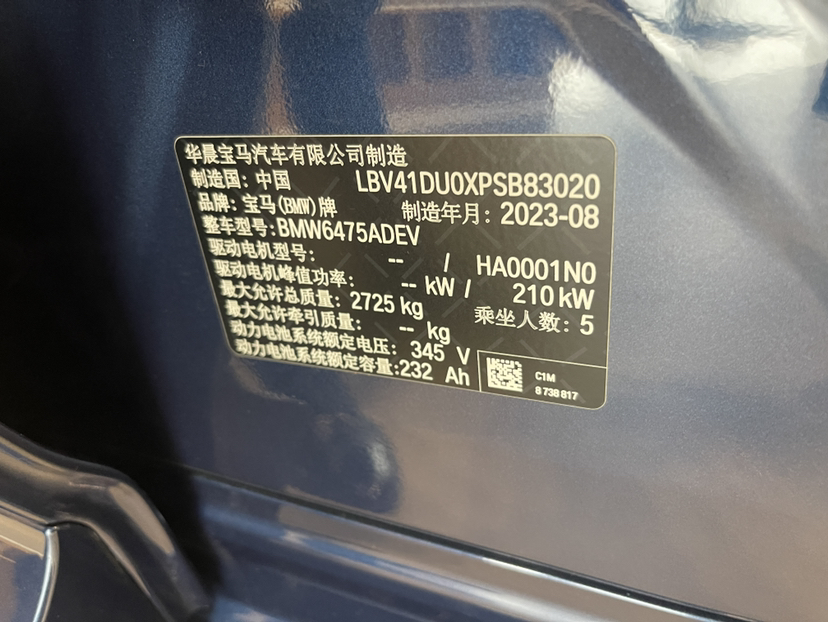 华晨宝马汽车有限公司制造
制造国: 中国 LBV41DU0XPSB83020
品牌: 宝马(BMW)牌 制造年月: 2023-08
整车型号:BMW6475ADEV
驱动电机型号: -- / HA0001N0
驱动电机峰值功率: -- kW / 210 kW
最大允许总质量: 2725 kg 乘坐人数: 5
最大允许牵引质量: -- kg
动力电池系统额定电压: 345 V
动力电池系统额定容量:232 Ah
C1M
8 738 817